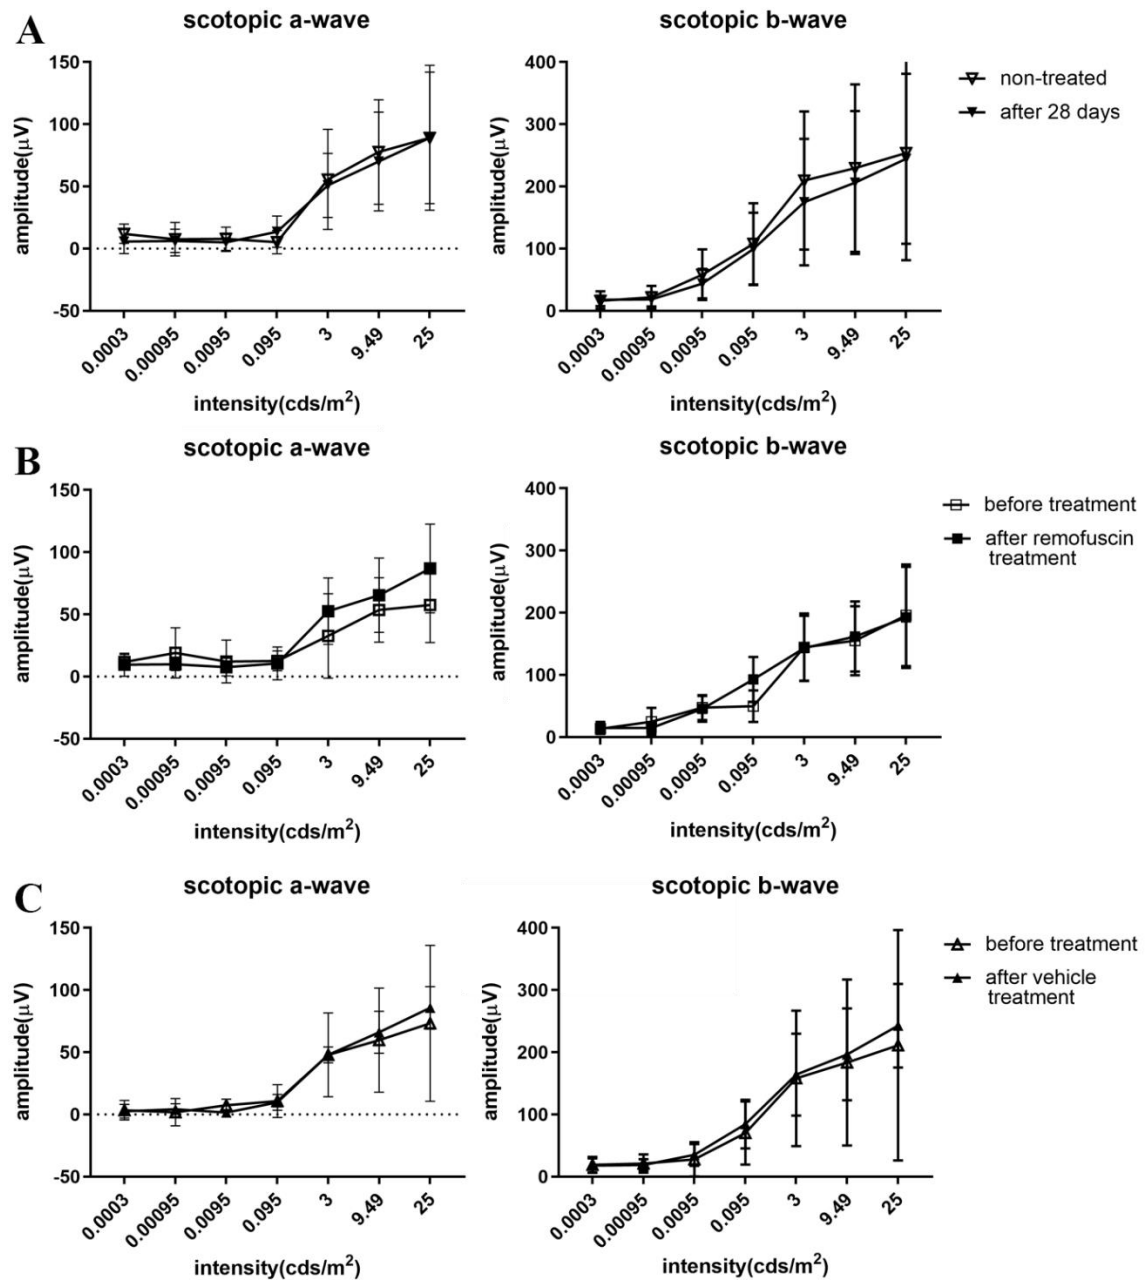 A
scotopic a-wave
scotopic b-wave
amplitude(μV)
150
100
50
0
-50
0.0003
0.00095
0.0095
0.095
3
9.49
25
intensity(cds/m²)
amplitude(μV)
400
300
200
100
0
0.0003
0.00095
0.0095
0.095
3
9.49
25
intensity(cds/m²)
non-treated
after 28 days
B
scotopic a-wave
scotopic b-wave
amplitude(μV)
150
100
50
0
-50
0.0003
0.00095
0.0095
0.095
3
9.49
25
intensity(cds/m²)
amplitude(μV)
400
300
200
100
0
0.0003
0.00095
0.0095
0.095
3
9.49
25
intensity(cds/m²)
before treatment
after remofuscin
treatment
C
scotopic a-wave
scotopic b-wave
amplitude(μV)
150
100
50
0
-50
0.0003
0.00095
0.0095
0.095
3
9.49
25
intensity(cds/m²)
amplitude(μV)
400
300
200
100
0
0.0003
0.00095
0.0095
0.095
3
9.49
25
intensity(cds/m²)
before treatment
after vehicle
treatment